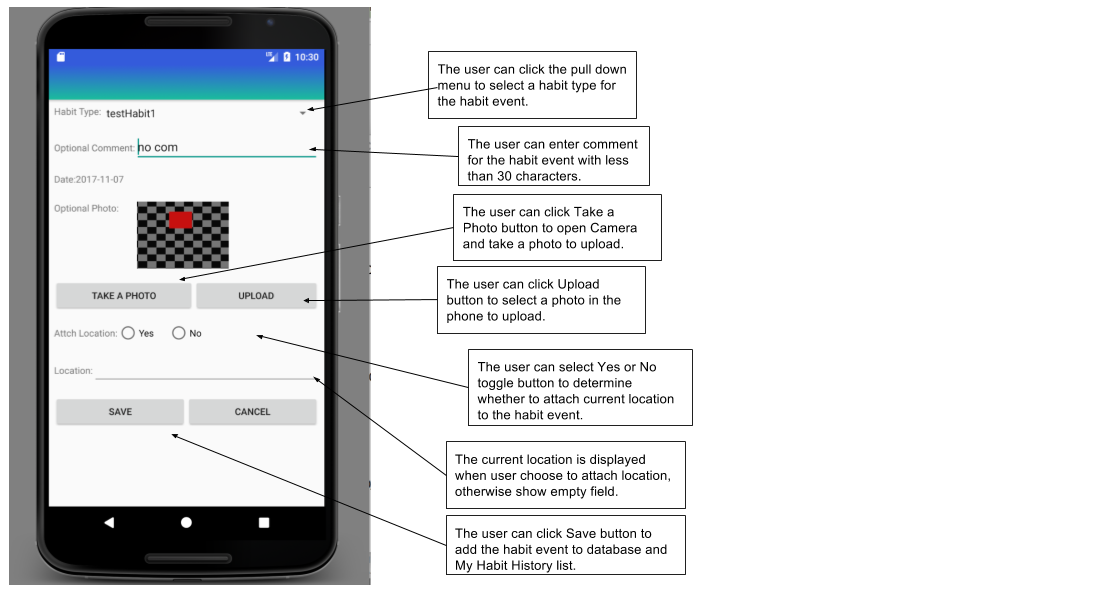 10:30
Habit Type: testHabit1
Optional Comment: no com
Date:2017-11-07
Optional Photo:
TAKE A PHOTO UPLOAD
Attch Location: Yes No
Location:
SAVE CANCEL
The user can click the pull down
menu to select a habit type for
the habit event.
The user can enter comment
for the habit event with less
than 30 characters.
The user can click Take a
Photo button to open Camera
and take a photo to upload.
The user can click Upload
button to select a photo in the
phone to upload.
The user can select Yes or No
toggle button to determine
whether to attach current location
to the habit event.
The current location is displayed
when user choose to attach location,
otherwise show empty field.
The user can click Save button to
add the habit event to database and
My Habit History list.